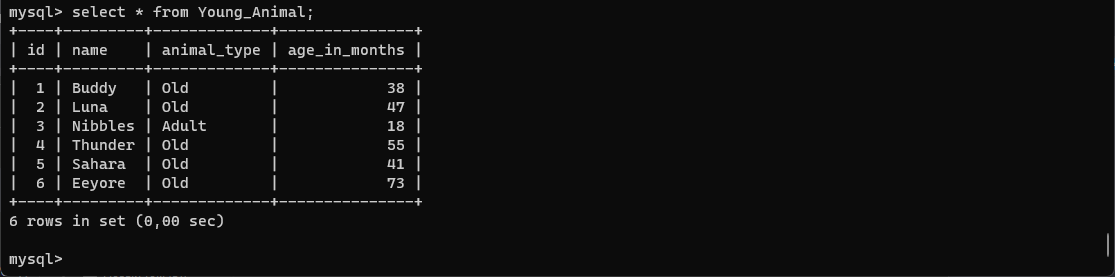 mysql> select * from Young_Animal;
+----+---------+-------------+---------------+
| id | name    | animal_type | age_in_months |
+----+---------+-------------+---------------+
|  1 | Buddy   | Old         |            38 |
|  2 | Luna    | Old         |            47 |
|  3 | Nibbles | Adult       |            18 |
|  4 | Thunder | Old         |            55 |
|  5 | Sahara  | Old         |            41 |
|  6 | Eeyore  | Old         |            73 |
+----+---------+-------------+---------------+
6 rows in set (0,00 sec)
mysql>